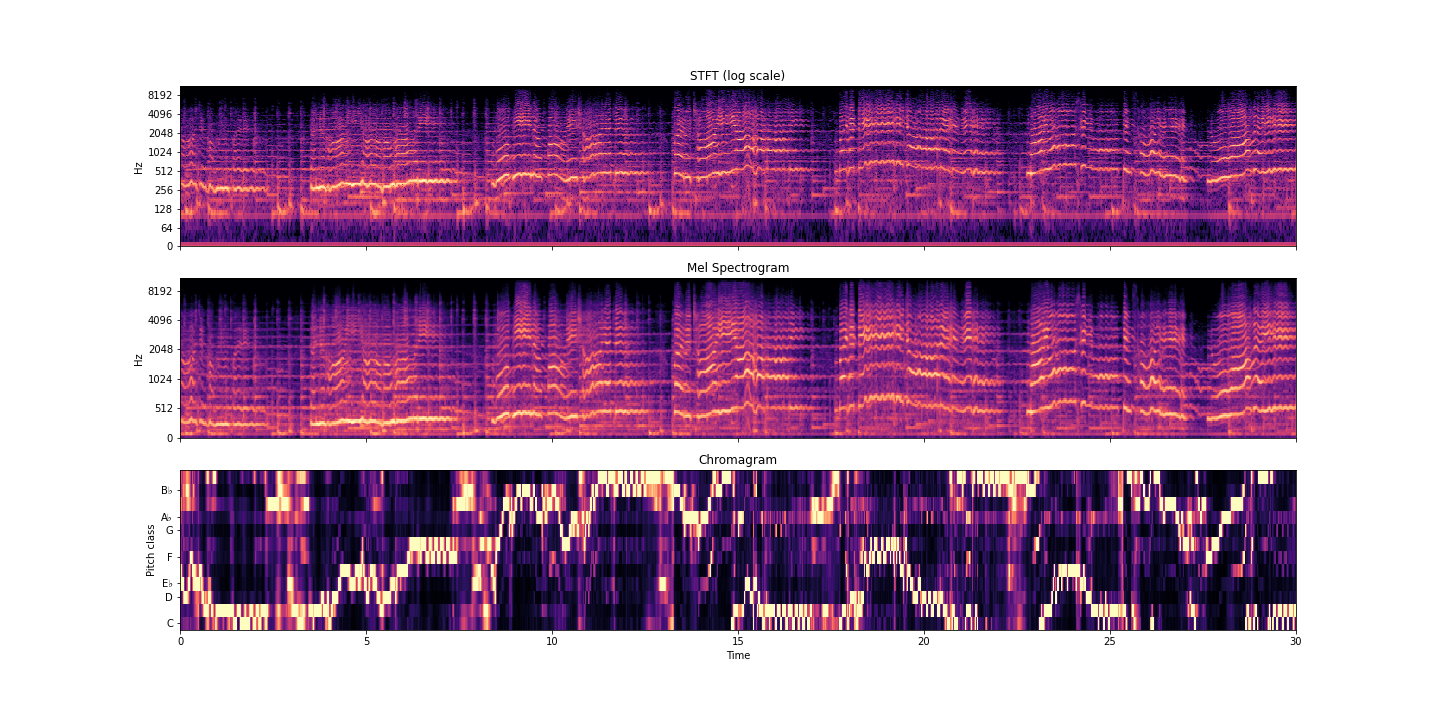 STFT (log scale)
8192
4096
2048
1024
512
256
128
64
0
Hz
Mel Spectrogram
8192
4096
2048
1024
512
0
Hz
Chromagram
B♭
A♭
G
F
E♭
D
C
Pitch class
0 5 10 15 20 25 30
Time